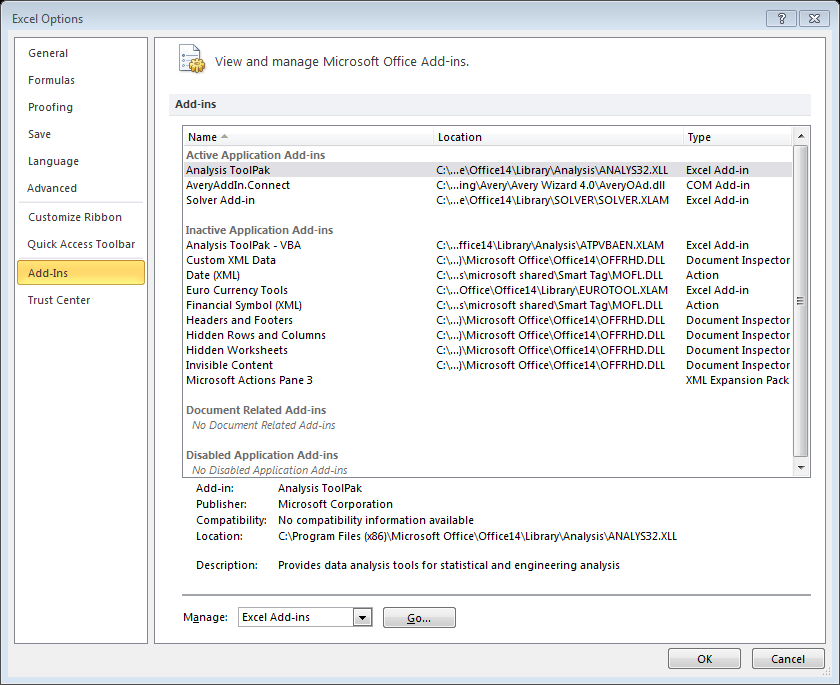 Excel Options
General
Formulas
Proofing
Save
Language
Advanced
Customize Ribbon
Quick Access Toolbar
Add-Ins
Trust Center
View and manage Microsoft Office Add-ins.
Add-ins
Name Location Type
Active Application Add-ins
Analysis ToolPak C:\...e\Office14\Library\Analysis\ANALYS32.XLL Excel Add-in
AveryAddIn.Connect C:\...ing\Avery\Avery Wizard 4.0\AveryOAd.dll COM Add-in
Solver Add-in C:\...e\Office14\Library\SOLVER\SOLVER.XLAM Excel Add-in
Inactive Application Add-ins
Analysis ToolPak - VBA C:\...ffice14\Library\Analysis\ATPVBAEN.XLAM Excel Add-in
Custom XML Data C:\...)\Microsoft Office\Office14\OFFRHD.DLL Document Inspector
Date (XML) C:\...s\microsoft shared\Smart Tag\MOFL.DLL Action
Euro Currency Tools C:\...Office\Office14\Library\EUROTOOL.XLAM Excel Add-in
Financial Symbol (XML) C:\...s\microsoft shared\Smart Tag\MOFL.DLL Action
Headers and Footers C:\...)\Microsoft Office\Office14\OFFRHD.DLL Document Inspector
Hidden Rows and Columns C:\...)\Microsoft Office\Office14\OFFRHD.DLL Document Inspector
Hidden Worksheets C:\...)\Microsoft Office\Office14\OFFRHD.DLL Document Inspector
Invisible Content C:\...)\Microsoft Office\Office14\OFFRHD.DLL Document Inspector
Microsoft Actions Pane 3 XML Expansion Pack
Document Related Add-ins
No Document Related Add-ins
Disabled Application Add-ins
No Disabled Application Add-ins
Add-in: Analysis ToolPak
Publisher: Microsoft Corporation
Compatibility: No compatibility information available
Location: C:\Program Files (x86)\Microsoft Office\Office14\Library\Analysis\ANALYS32.XLL
Description: Provides data analysis tools for statistical and engineering analysis
Manage: Excel Add-ins Go...
OK Cancel